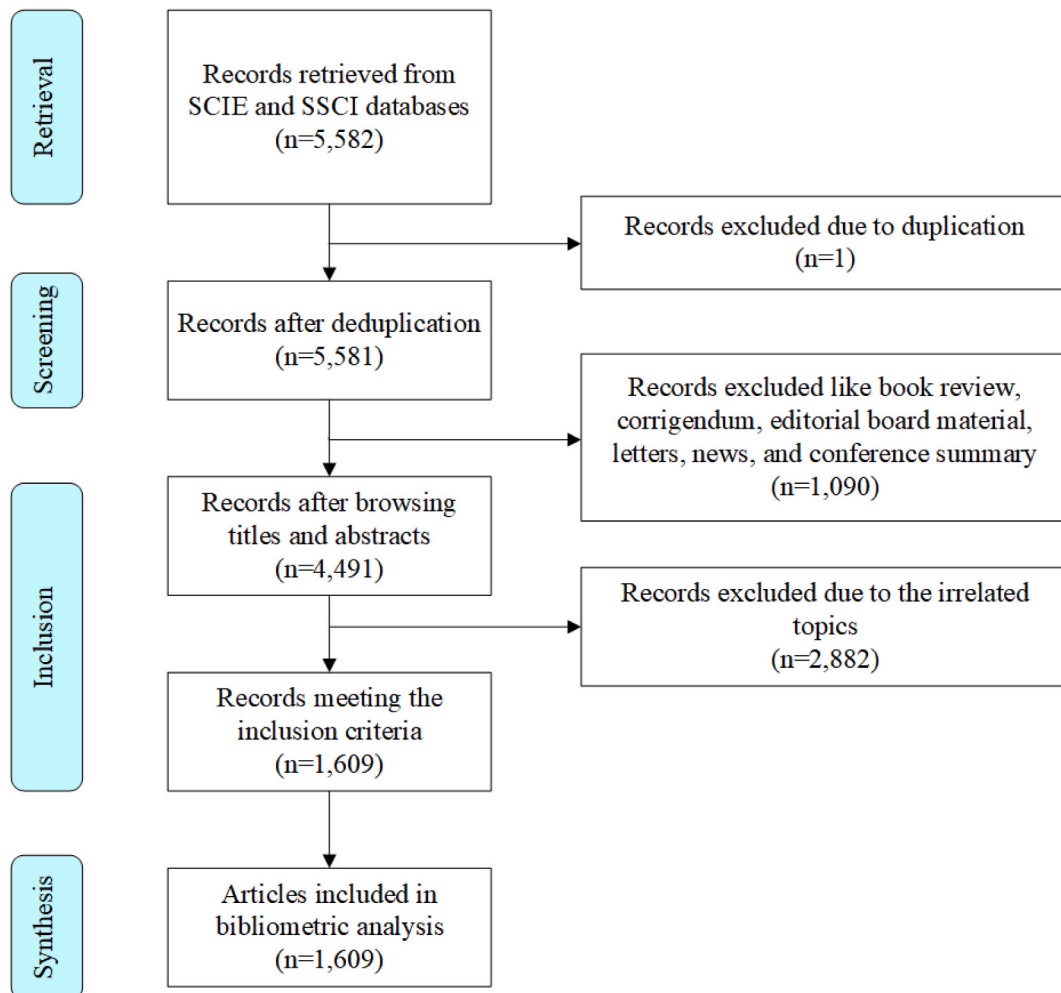 Retrieval
Records retrieved from
SCIE and SSCI databases
(n=5,582)
Records excluded due to duplication
(n=1)
Screening
Records after deduplication
(n=5,581)
Records excluded like book review,
corrigendum, editorial board material,
letters, news, and conference summary
(n=1,090)
Inclusion
Records after browsing
titles and abstracts
(n=4,491)
Records excluded due to the irrelated
topics
(n=2,882)
Records meeting the
inclusion criteria
(n=1,609)
Synthesis
Articles included in
bibliometric analysis
(n=1,609)